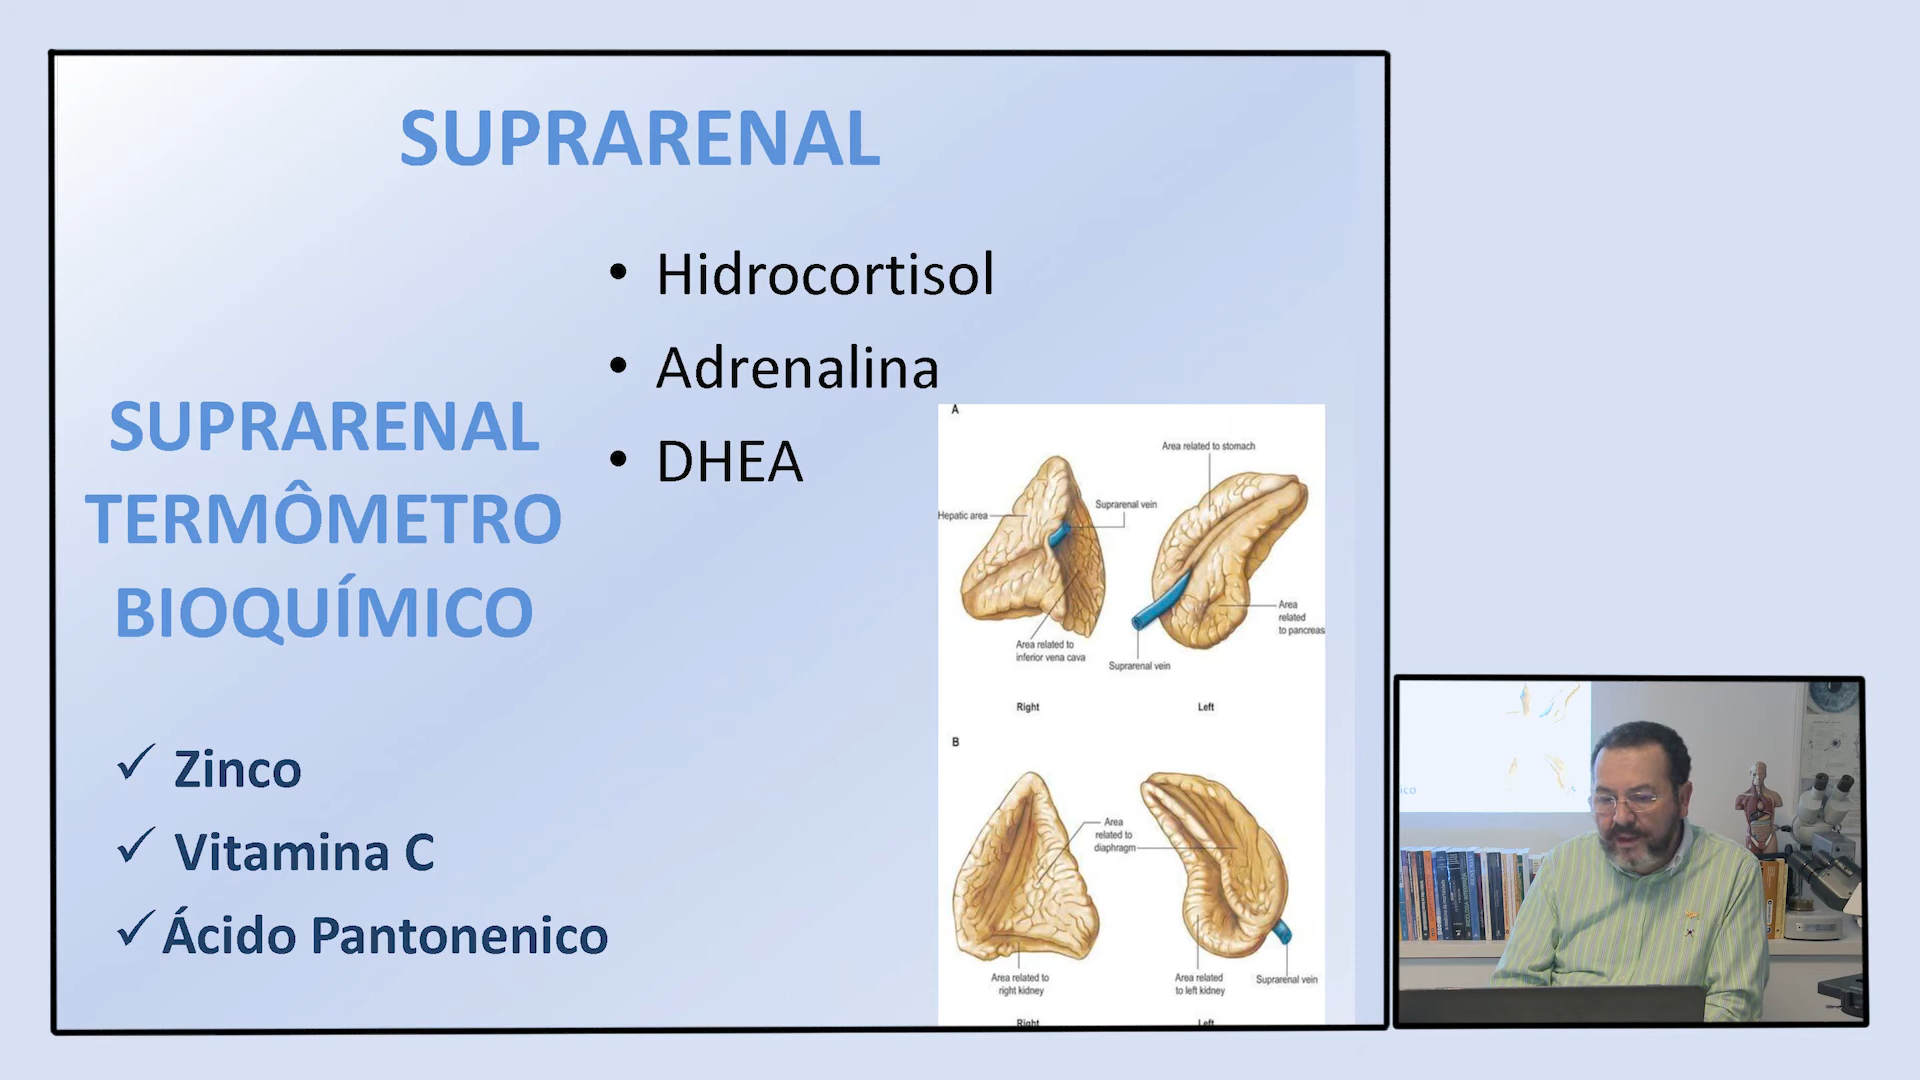 SUPRARENAL
• Hidrocortisol
• Adrenalina
• DHEA
SUPRARENAL
TERMÔMETRO
BIOQUÍMICO
✓ Zinco
✓ Vitamina C
✓ Ácido Pantonenico
A
Area related to stomach
Suprarenal vein
Hepatic area
Area
related
to pancreas
Area related to
inferior vena cava
Suprarenal vein
Right
Left
B
Area
related to
diaphragm
Area related to
right kidney
Area related
to left kidney
Suprarenal vein
Right
Left